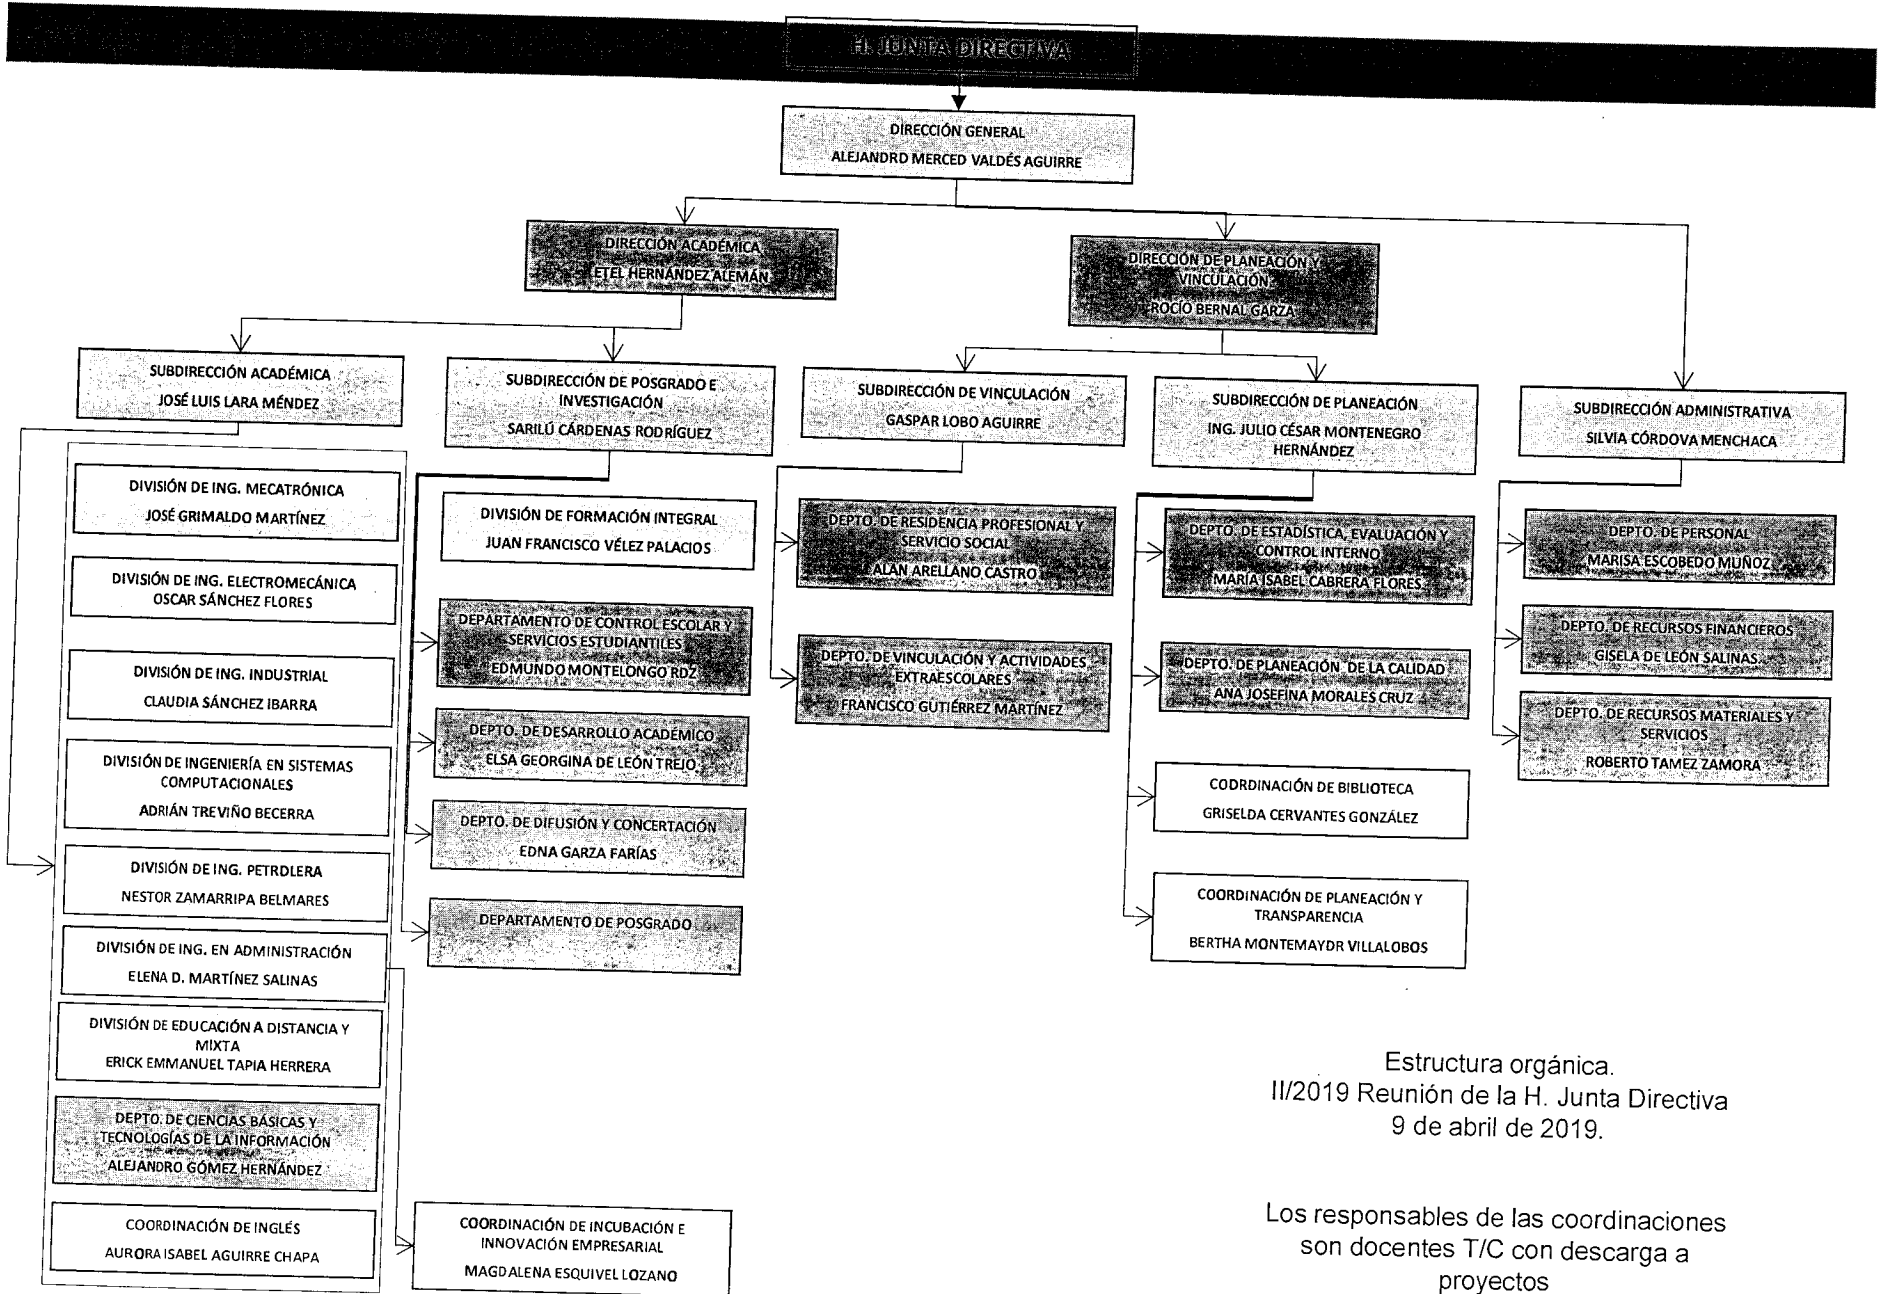 H. JUNTA DIRECTIVA
DIRECCIÓN GENERAL
ALEJANDRD MERCED VALDÉS AGUIRRE
DIRECCIÓN ACADÉMICA
ETEL HERNÁNDEZ ALEMÁN
DIRECCIÓN DE PLANEACIÓN Y
VINCULACIÓN
ROCÍO BERNAL GARZA
SUBDIRECCIÓN ACADÉMICA
JOSÉ LUIS LARA MÉNDEZ
SUBDIRECCIÓN DE POSGRADO E
INVESTIGACIÓN
SARILÚ CÁRDENAS RODRÍGUEZ
SUBDIRECCIÓN DE VINCULACIÓN
GASPAR LOBO AGUIRRE
SUBDIRECCIÓN DE PLANEACIÓN
ING. JULIO CÉSAR MONTENEGRO
HERNÁNDEZ
SUBDIRECCIÓN ADMINISTRATIVA
SILVIA CÓRDOVA MENCHACA
DIVISIÓN DE ING. MECATRÓNICA
JOSÉ GRIMALDO MARTÍNEZ
DIVISIÓN DE ING. ELECTROMECÁNICA
OSCAR SÁNCHEZ FLORES
DIVISIÓN DE ING. INDUSTRIAL
CLAUDIA SÁNCHEZ IBARRA
DIVISIÓN DE INGENIERÍA EN SISTEMAS
COMPUTACIONALES
ADRIÁN TREVIÑO BECERRA
DIVISIÓN DE ING. PETRDLERA
NESTOR ZAMARRIPA BELMARES
DIVISIÓN DE ING. EN ADMINISTRACIÓN
ELENA D. MARTÍNEZ SALINAS
DIVISIÓN DE EDUCACIÓN A DISTANCIA Y
MIXTA
ERICK EMMANUEL TAPIA HERRERA
DEPTO. DE CIENCIAS BÁSICAS Y
TECNOLOGÍAS DE LA INFORMACIÓN
ALEJANDRO GÓMEZ HERNÁNDEZ
COORDINACIÓN DE INGLÉS
AURORA ISABEL AGUIRRE CHAPA
DIVISIÓN DE FORMACIÓN INTEGRAL
JUAN FRANCISCO VÉLEZ PALACIOS
DEPARTAMENTO DE CONTROL ESCOLAR Y
SERVICIOS ESTUDIANTILES
EDMUNDO MONTELONGO RDZ
DEPTO. DE DESARROLLO ACADÉMICO
ELSA GEORGINA DE LEÓN TREJO
DEPTO. DE DIFUSIÓN Y CONCERTACIÓN
EDNA GARZA FARÍAS
DEPARTAMENTO DE POSGRADO
COORDINACIÓN DE INCUBACIÓN E
INNOVACIÓN EMPRESARIAL
MAGDALENA ESQUIVEL LOZANO
DEPTO. DE RESIDENCIA PROFESIONAL Y
SERVICIO SOCIAL
ALAN ARELLANO CASTRO
DEPTO. DE VINCULACIÓN Y ACTIVIDADES
EXTRAESCOLARES
FRANCISCO GUTIÉRREZ MARTÍNEZ
DEPTO. DE ESTADÍSTICA, EVALUACIÓN Y
CONTROL INTERNO
MARÍA ISABEL CABRERA FLORES
DEPTO. DE PLANEACIÓN DE LA CALIDAD
ANA JOSEFINA MORALES CRUZ
CODRDINACIÓN DE BIBLIOTECA
GRISELDA CERVANTES GONZÁLEZ
COORDINACIÓN DE PLANEACIÓN Y
TRANSPARENCIA
BERTHA MONTEMAYDR VILLALOBOS
DEPTO. DE PERSONAL
MARISA ESCOBEDO MUÑOZ
DEPTO. DE RECURSOS FINANCIEROS
GISELA DE LEÓN SALINAS
DEPTO. DE RECURSOS MATERIALES Y
SERVICIOS
ROBERTO TAMEZ ZAMORA
Estructura orgánica.
II/2019 Reunión de la H. Junta Directiva
9 de abril de 2019.
Los responsables de las coordinaciones
son docentes T/C con descarga a
proyectos